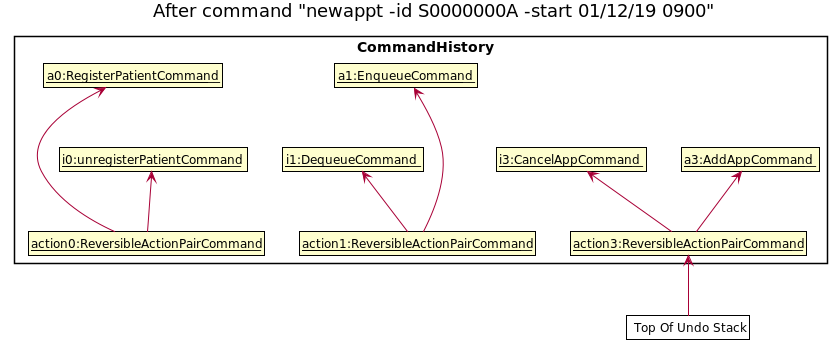 After command "newappt -id S0000000A -start 01/12/19 0900"
CommandHistory
a0:RegisterPatientCommand
a1:EnqueueCommand
i0:unregisterPatientCommand
i1:DequeueCommand
i3:CancelAppCommand
a3:AddAppCommand
action0:ReversibleActionPairCommand
action1:ReversibleActionPairCommand
action3:ReversibleActionPairCommand
Top Of Undo Stack